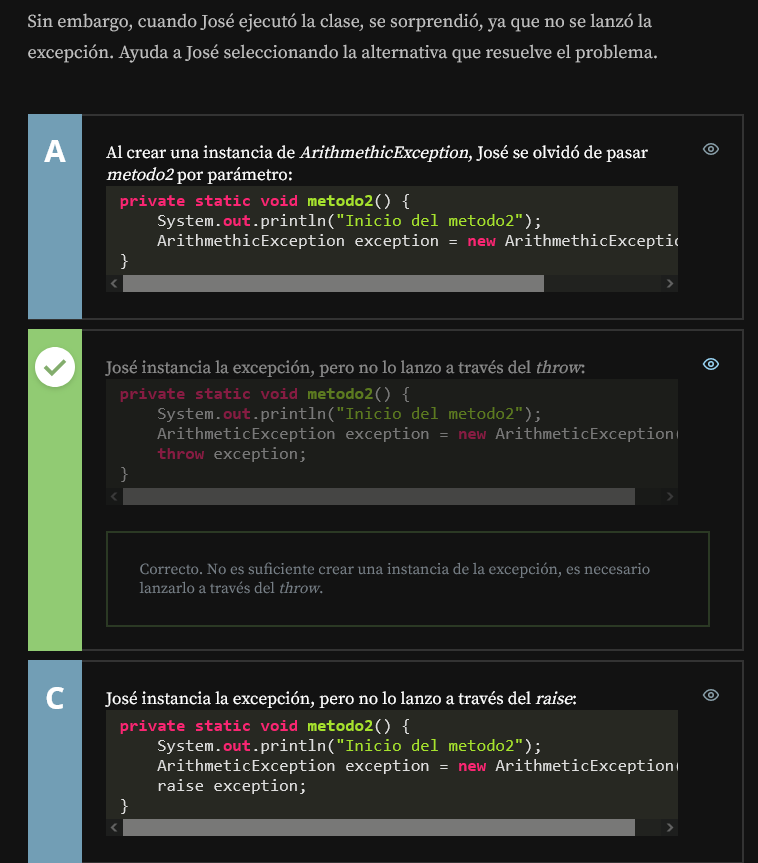 Sin embargo, cuando José ejecutó la clase, se sorprendió, ya que no se lanzó la
excepción. Ayuda a José seleccionando la alternativa que resuelve el problema.
A
Al crear una instancia de ArithmethicException, José se olvidó de pasar
metodo2 por parámetro:
private static void metodo2() {
System.out.println("Inicio del metodo2");
ArithmethicException exception = new ArithmethicExceptic
}
José instancia la excepción, pero no lo lanzo a través del throw:
private static void metodo2() {
System.out.println("Inicio del metodo2");
ArithmeticException exception = new ArithmeticException(
throw exception;
}
Correcto. No es suficiente crear una instancia de la excepción, es necesario
lanzarlo a través del throw.
C
José instancia la excepción, pero no lo lanzo a través del raise:
private static void metodo2() {
System.out.println("Inicio del metodo2");
ArithmeticException exception = new ArithmeticException(
raise exception;
}